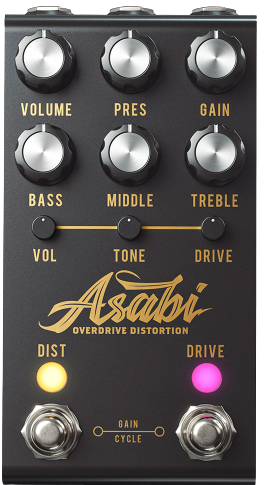 VOLUME PRES GAIN
BASS MIDDLE TREBLE
VOL TONE DRIVE
Asabi
OVERDRIVE DISTORTION
DIST DRIVE
GAIN
CYCLE